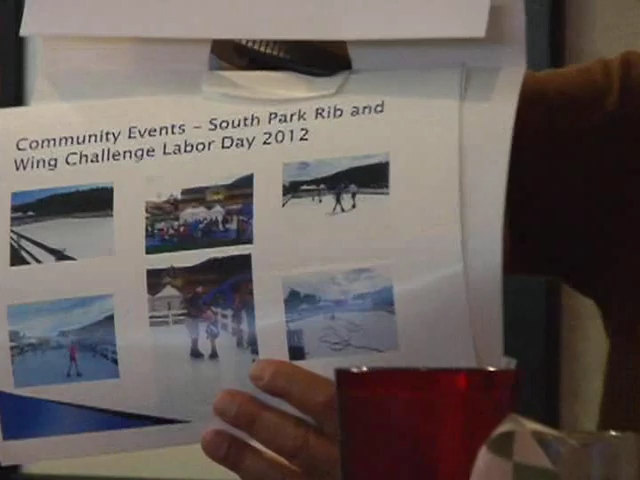 Community Events – South Park Rib and
Wing Challenge Labor Day 2012